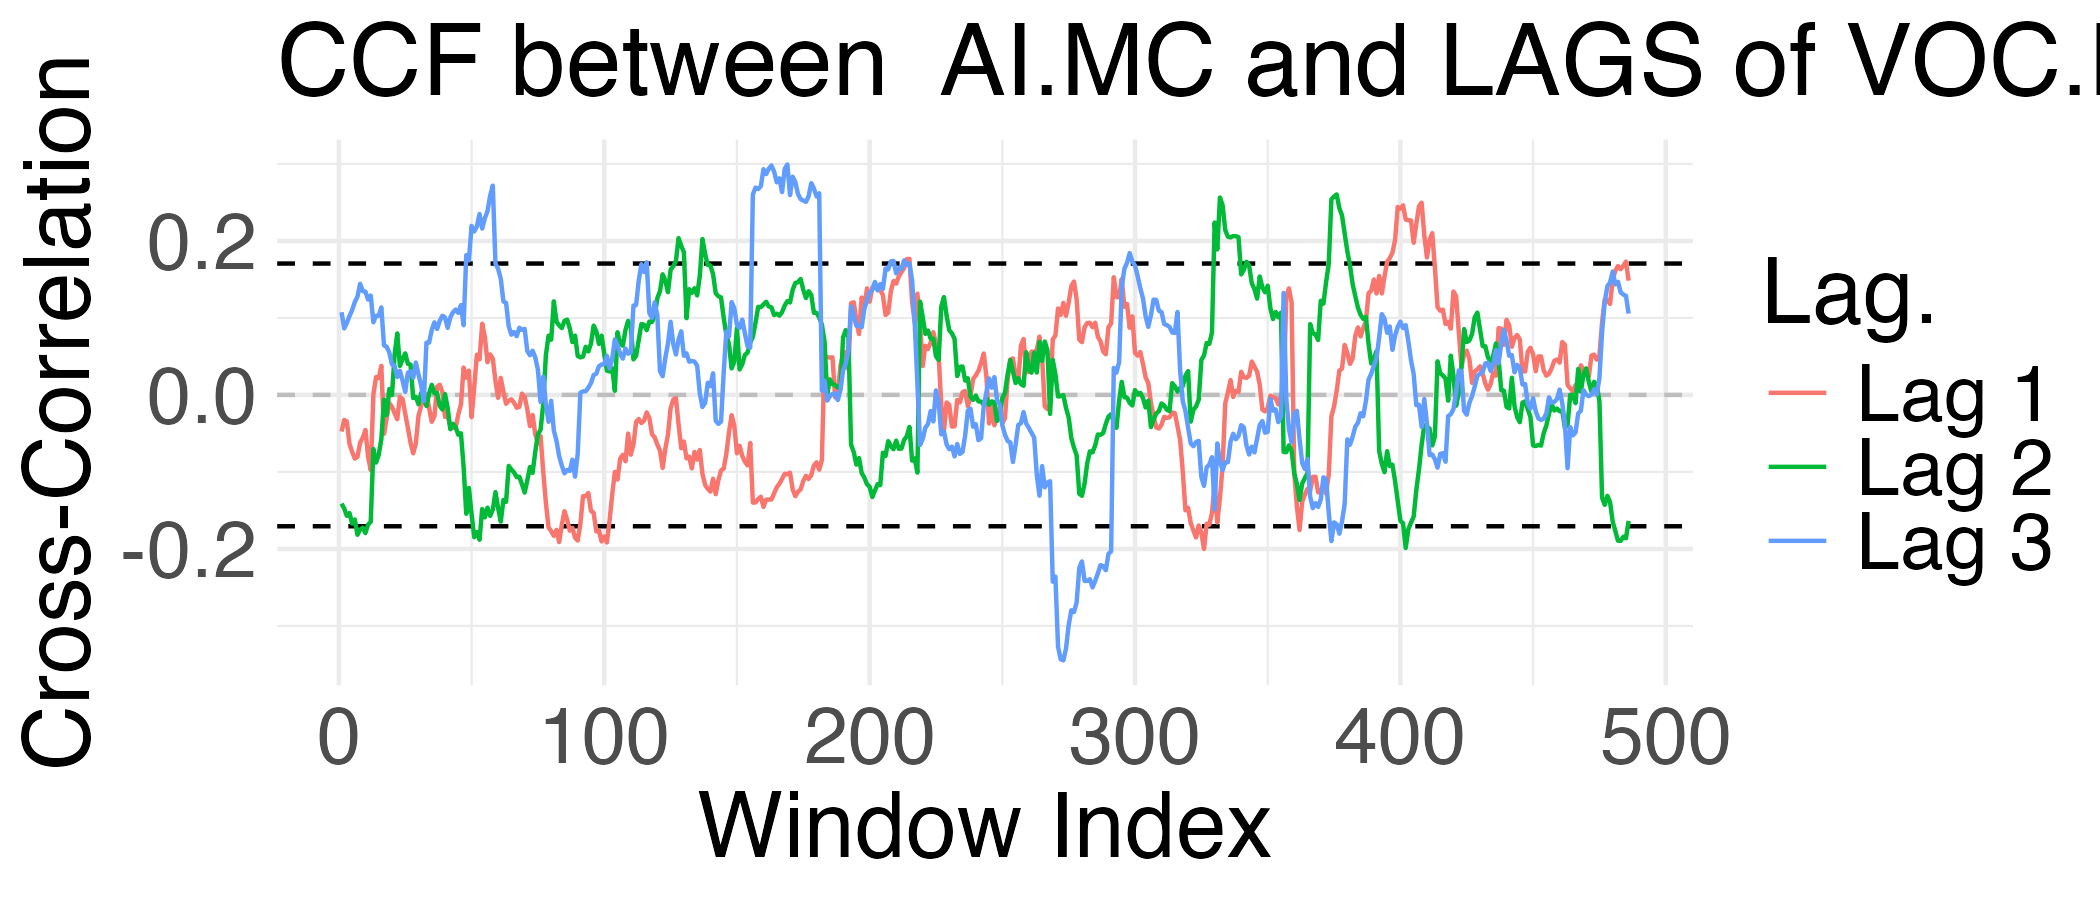 CCF between  AI.MC and LAGS of VOC.
Cross-Correlation
0.2
0.0
-0.2
0 100 200 300 400 500
Window Index
Lag.
Lag 1
Lag 2
Lag 3